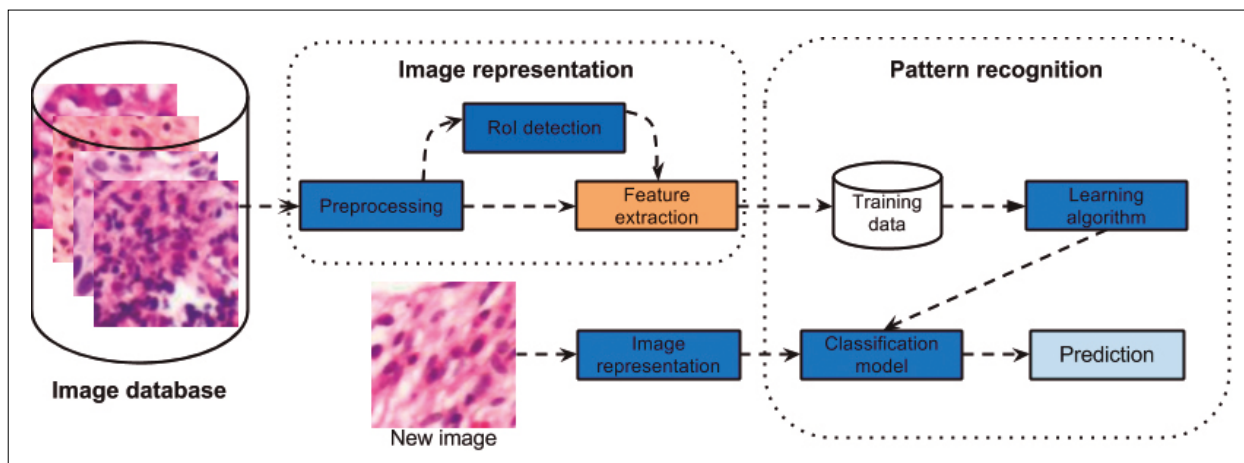 Image representation
Pattern recognition
RoI detection
Preprocessing
Feature
extraction
Training
data
Learning
algorithm
Image
representation
Classification
model
Prediction
Image database
New image